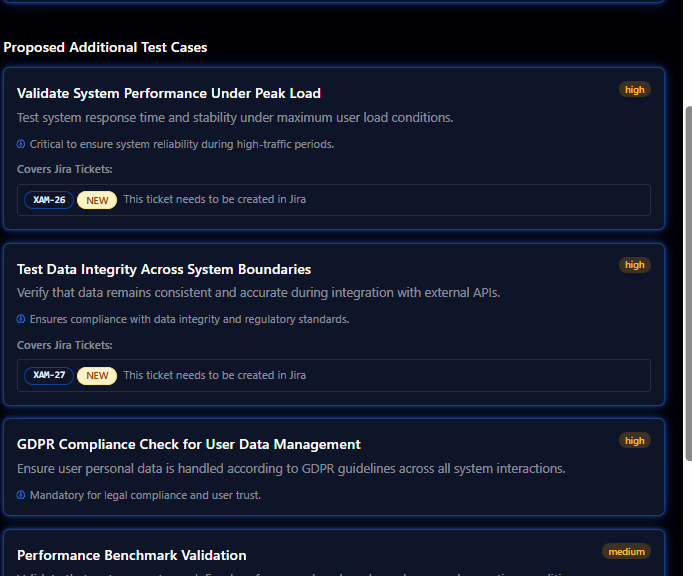 Proposed Additional Test Cases
Validate System Performance Under Peak Load
high
Test system response time and stability under maximum user load conditions.
Critical to ensure system reliability during high-traffic periods.
Covers Jira Tickets:
XAM-26 NEW This ticket needs to be created in Jira
Test Data Integrity Across System Boundaries
high
Verify that data remains consistent and accurate during integration with external APIs.
Ensures compliance with data integrity and regulatory standards.
Covers Jira Tickets:
XAM-27 NEW This ticket needs to be created in Jira
GDPR Compliance Check for User Data Management
high
Ensure user personal data is handled according to GDPR guidelines across all system interactions.
Mandatory for legal compliance and user trust.
Performance Benchmark Validation
medium